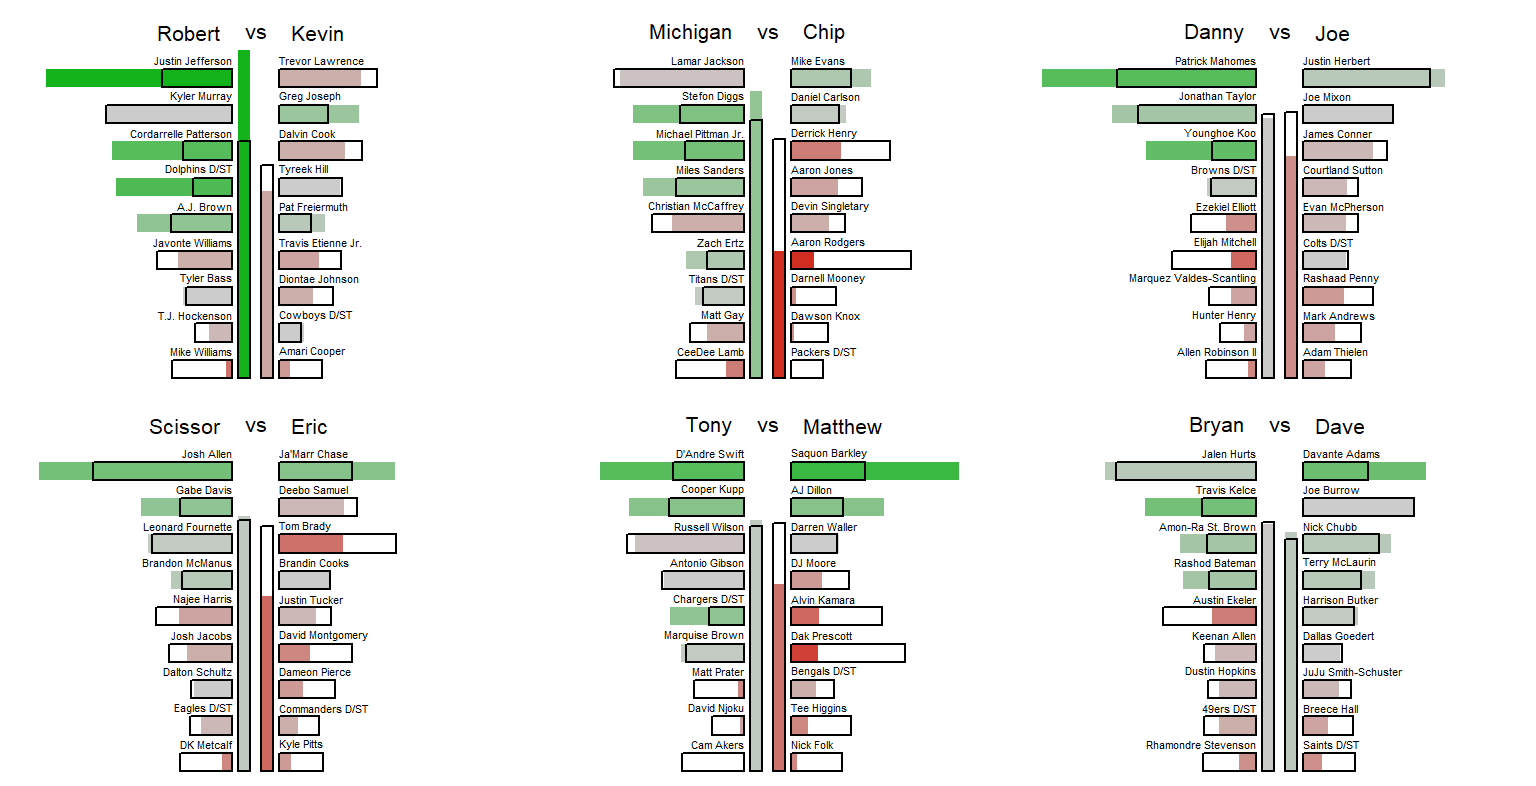 Robert vs Kevin
Justin Jefferson
Kyler Murray
Cordarrelle Patterson
Dolphins D/ST
A.J. Brown
Javonte Williams
Tyler Bass
T.J. Hockenson
Mike Williams
Trevor Lawrence
Greg Joseph
Dalvin Cook
Tyreek Hill
Pat Freiermuth
Travis Etienne Jr.
Diontae Johnson
Cowboys D/ST
Amari Cooper
Michigan vs Chip
Lamar Jackson
Stefon Diggs
Michael Pittman Jr.
Miles Sanders
Christian McCaffrey
Zach Ertz
Titans D/ST
Matt Gay
CeeDee Lamb
Mike Evans
Daniel Carlson
Derrick Henry
Aaron Jones
Devin Singletary
Aaron Rodgers
Darnell Mooney
Dawson Knox
Packers D/ST
Danny vs Joe
Patrick Mahomes
Jonathan Taylor
Younghoe Koo
Browns D/ST
Ezekiel Elliott
Elijah Mitchell
Marquez Valdes-Scantling
Hunter Henry
Allen Robinson II
Justin Herbert
Joe Mixon
James Conner
Courtland Sutton
Evan McPherson
Colts D/ST
Rashaad Penny
Mark Andrews
Adam Thielen
Scissor vs Eric
Josh Allen
Gabe Davis
Leonard Fournette
Brandon McManus
Najee Harris
Josh Jacobs
Dalton Schultz
Eagles D/ST
DK Metcalf
Ja'Marr Chase
Deebo Samuel
Tom Brady
Brandin Cooks
Justin Tucker
David Montgomery
Dameon Pierce
Commanders D/ST
Kyle Pitts
Tony vs Matthew
D'Andre Swift
Cooper Kupp
Russell Wilson
Antonio Gibson
Chargers D/ST
Marquise Brown
Matt Prater
David Njoku
Cam Akers
Saquon Barkley
AJ Dillon
Darren Waller
DJ Moore
Alvin Kamara
Dak Prescott
Bengals D/ST
Tee Higgins
Nick Folk
Bryan vs Dave
Jalen Hurts
Travis Kelce
Amon-Ra St. Brown
Rashod Bateman
Austin Ekeler
Keenan Allen
Dustin Hopkins
49ers D/ST
Rhamondre Stevenson
Davante Adams
Joe Burrow
Nick Chubb
Terry McLaurin
Harrison Butker
Dallas Goedert
JuJu Smith-Schuster
Breece Hall
Saints D/ST